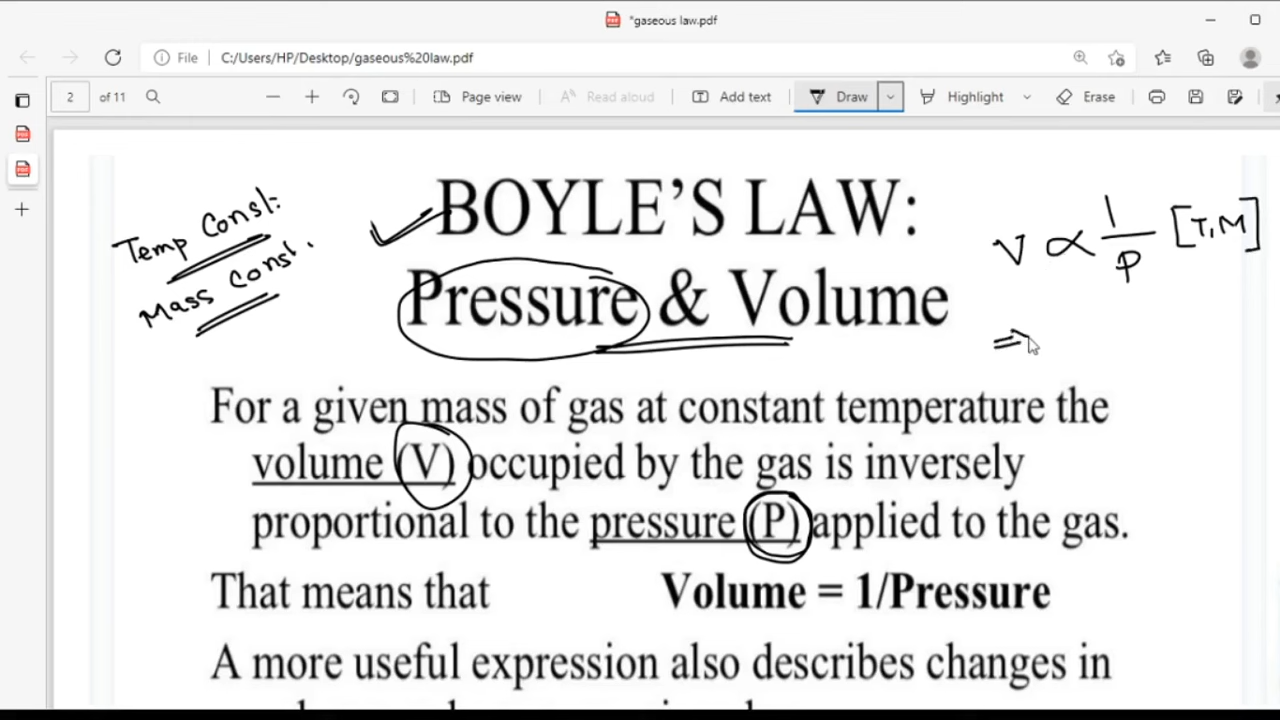 *gaseous law.pdf
File C:/Users/HP/Desktop/gaseous%20law.pdf
2 of 11 Page view Read aloud Add text Draw Highlight Erase
Temp Const.
Mass Const.
BOYLE'S LAW:
Pressure & Volume
V ∝ 1/P [T,M]
⇒
For a given mass of gas at constant temperature the
volume (V) occupied by the gas is inversely
proportional to the pressure (P) applied to the gas.
That means that Volume = 1/Pressure
A more useful expression also describes changes in